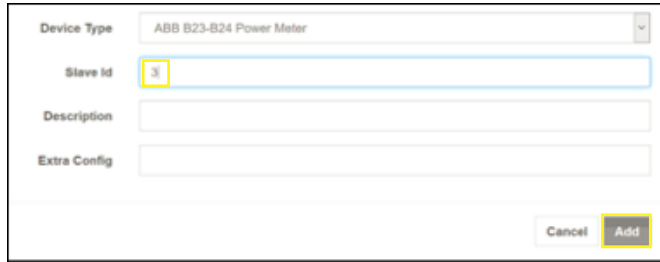 Device Type ABB B23-B24 Power Meter
Slave Id 3
Description
Extra Config
Cancel Add